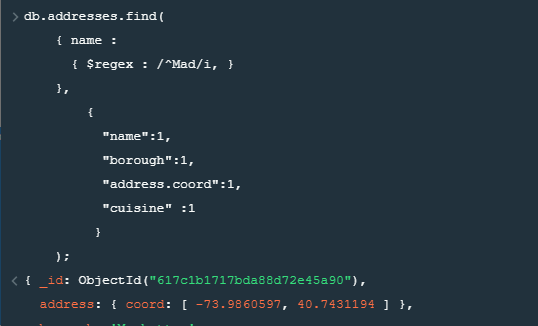 > db.addresses.find(
{ name :
{ $regex : /^Mad/i, }
},
{
"name":1,
"borough":1,
"address.coord":1,
"cuisine" :1
}
);
< { _id: ObjectId("617c1b1717bda88d72e45a90"),
address: { coord: [ -73.9860597, 40.7431194 ] },